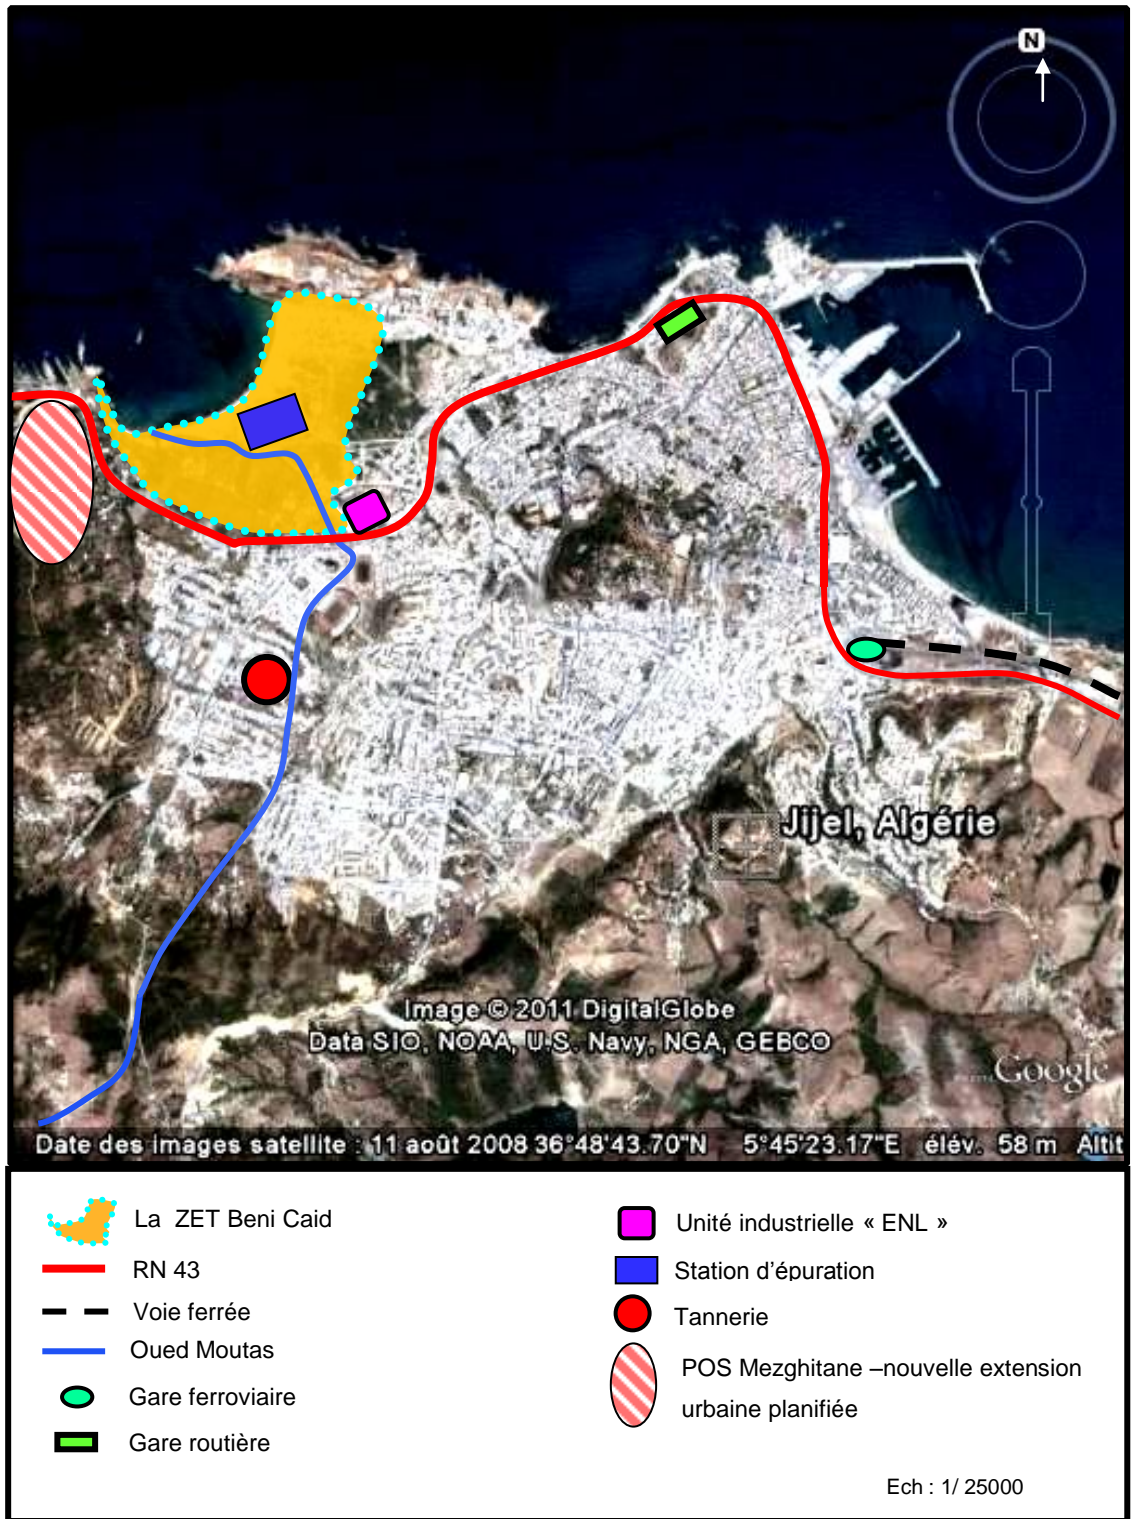 N
Jijel, Algérie
Image © 2011 DigitalGlobe
Data SIO, NOAA, U.S. Navy, NGA, GEBCO
Google
Date des images satellite : 11 août 2008 36°48'43.70"N 5°45'23.17"E élév. 58 m Altit
La ZET Beni Caid
RN 43
Voie ferrée
Oued Moutas
Gare ferroviaire
Gare routière
Unité industrielle « ENL »
Station d'épuration
Tannerie
POS Mezghitane –nouvelle extension
urbaine planifiée
Ech : 1/ 25000